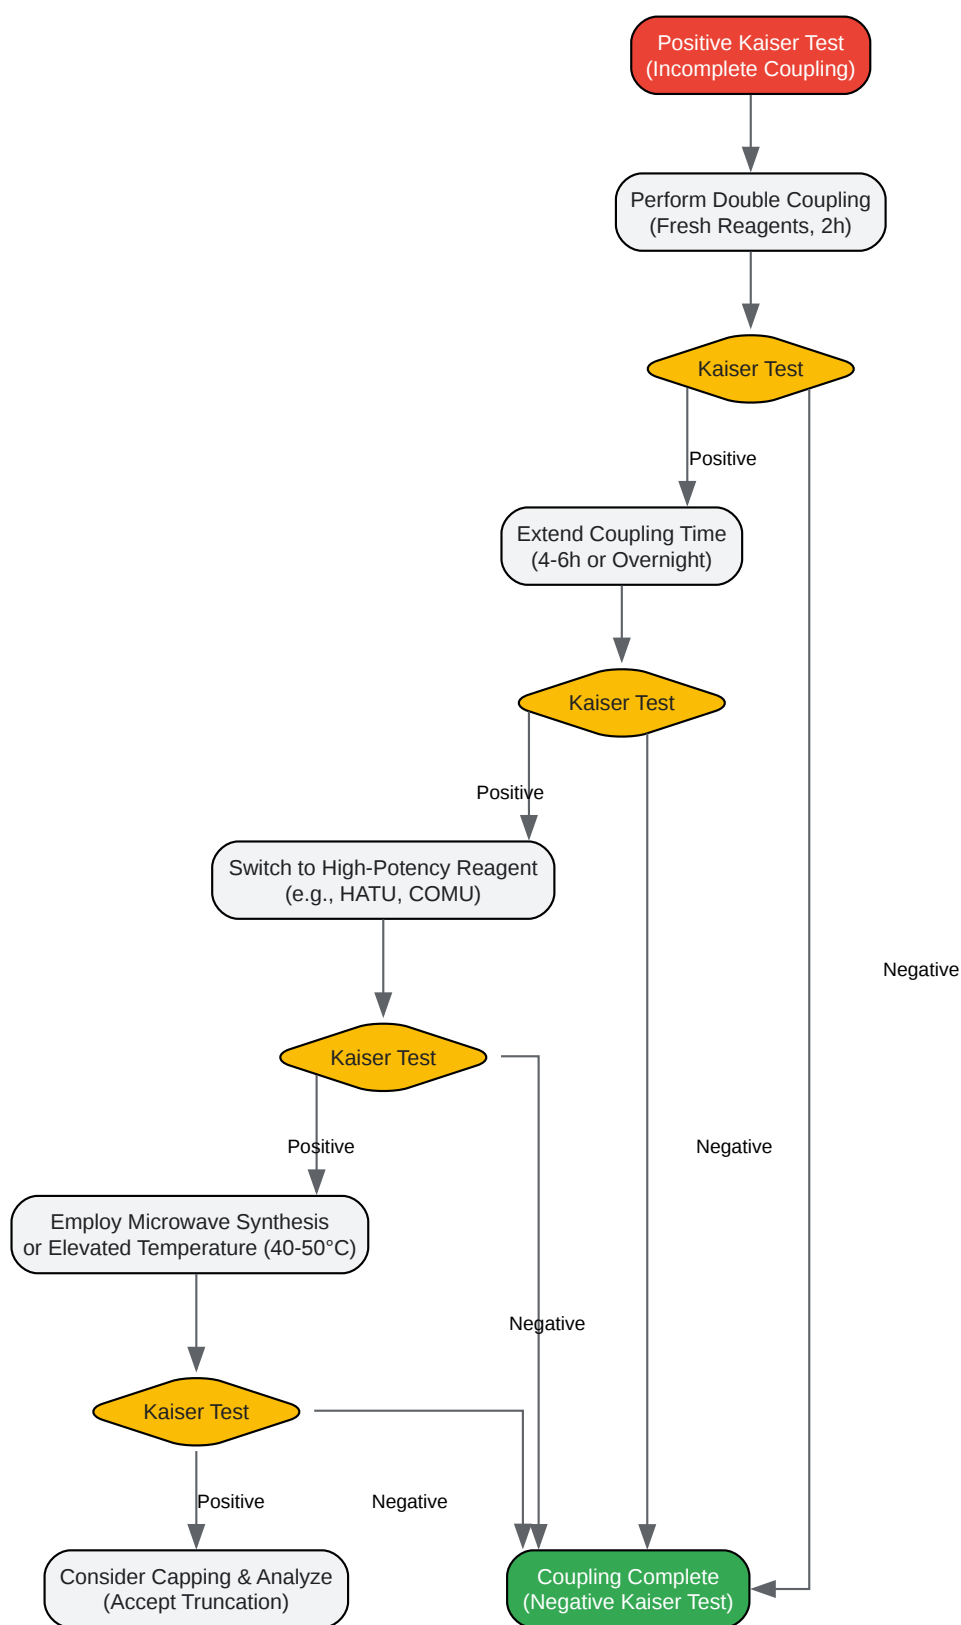 Positive Kaiser Test
(Incomplete Coupling)
Perform Double Coupling
(Fresh Reagents, 2h)
Kaiser Test
Positive
Extend Coupling Time
(4-6h or Overnight)
Kaiser Test
Positive
Switch to High-Potency Reagent
(e.g., HATU, COMU)
Negative
Kaiser Test
Positive
Negative
Employ Microwave Synthesis
or Elevated Temperature (40-50°C)
Negative
Kaiser Test
Positive
Negative
Consider Capping & Analyze
(Accept Truncation)
Coupling Complete
(Negative Kaiser Test)